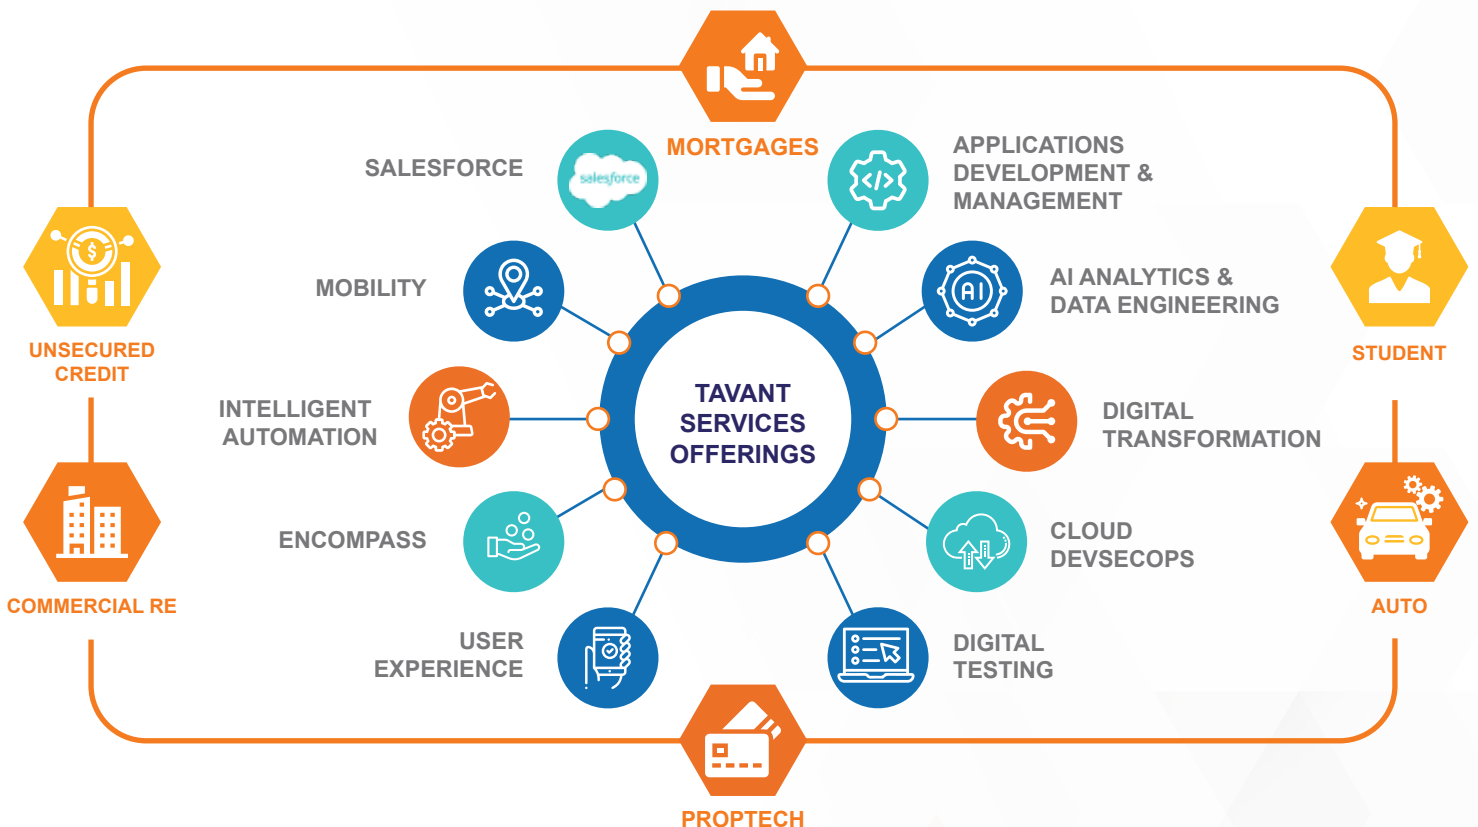 MORTGAGES
SALESFORCE
salesforce
APPLICATIONS
DEVELOPMENT &
MANAGEMENT
MOBILITY
AI ANALYTICS &
DATA ENGINEERING
AI
$
UNSECURED
CREDIT
STUDENT
INTELLIGENT
AUTOMATION
TAVANT
SERVICES
OFFERINGS
DIGITAL
TRANSFORMATION
ENCOMPASS
CLOUD
DEVSECOPS
COMMERCIAL RE
AUTO
USER
EXPERIENCE
DIGITAL
TESTING
PROPTECH